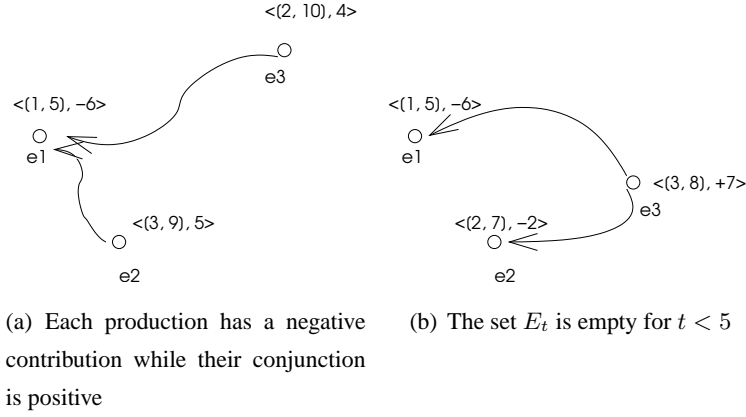 <(2, 10), 4>
e3
<(1, 5), −6>
e1
<(3, 9), 5>
e2
<(1, 5), −6>
e1
<(3, 8), +7>
e3
<(2, 7), −2>
e2
(a) Each production has a negative
contribution while their conjunction
is positive
(b) The set E_t is empty for t < 5